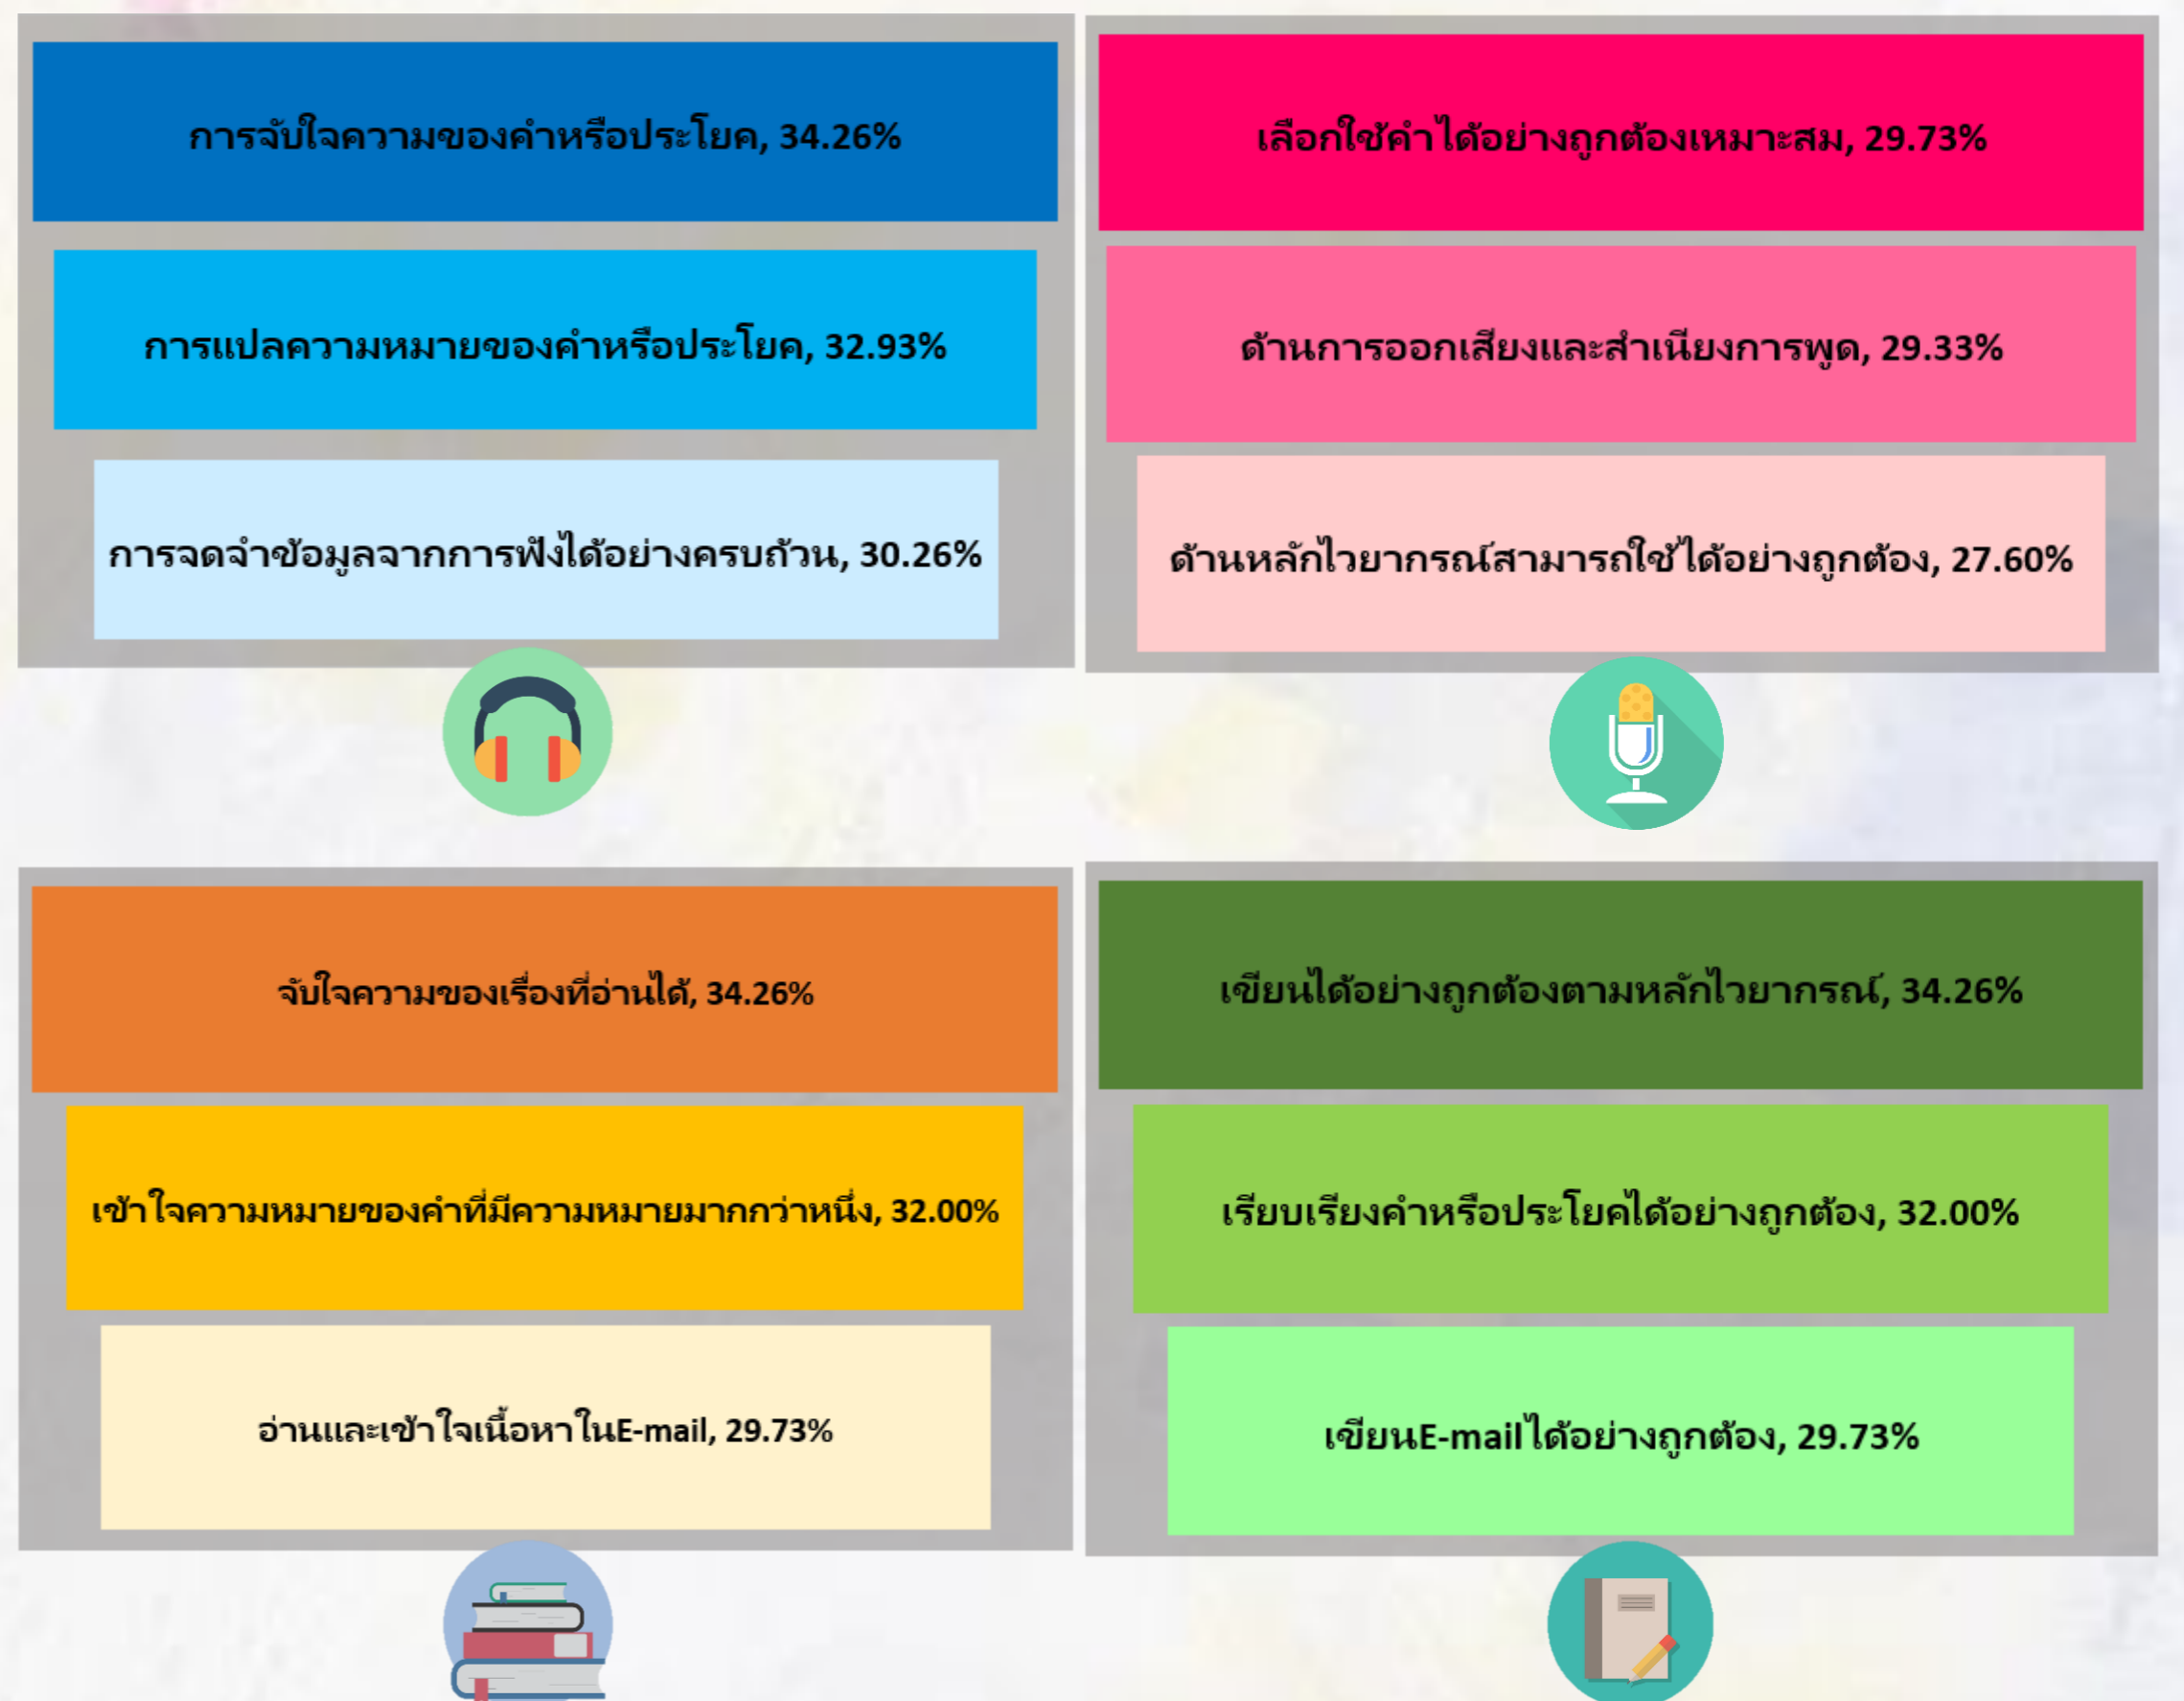 การจับใจความของคำหรือประโยค, 34.26%
การแปลความหมายของคำหรือประโยค, 32.93%
การจดจำข้อมูลจากการฟังได้อย่างครบถ้วน, 30.26%
เลือกใช้คำได้อย่างถูกต้องเหมาะสม, 29.73%
ด้านการออกเสียงและสำเนียงการพูด, 29.33%
ด้านหลักไวยากรณ์สามารถใช้ได้อย่างถูกต้อง, 27.60%
จับใจความของเรื่องที่อ่านได้, 34.26%
เข้าใจความหมายของคำที่มีความหมายมากกว่าหนึ่ง, 32.00%
อ่านและเข้าใจเนื้อหาในE-mail, 29.73%
เขียนได้อย่างถูกต้องตามหลักไวยากรณ์, 34.26%
เรียบเรียงคำหรือประโยคได้อย่างถูกต้อง, 32.00%
เขียนE-mailได้อย่างถูกต้อง, 29.73%